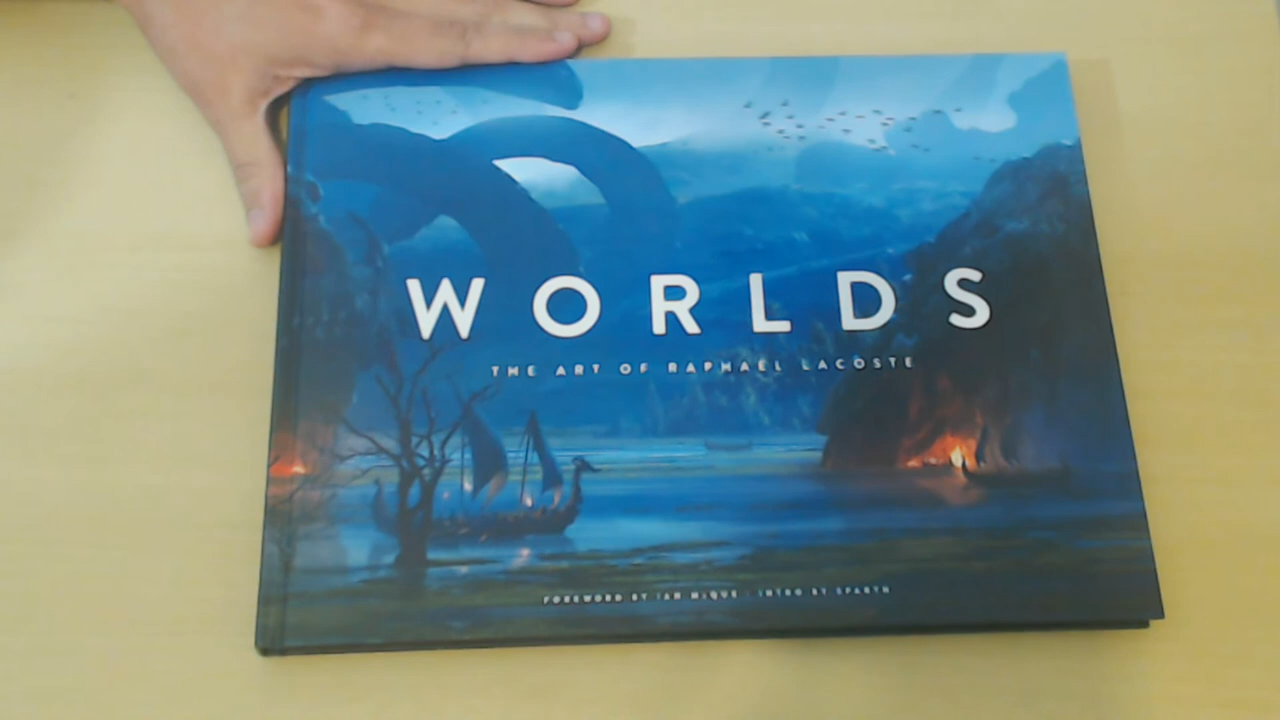 WORLDS
THE ART OF RAPHAEL LACOSTE
FOREWORD BY IAN McQUE - INTRO BY SPARTH